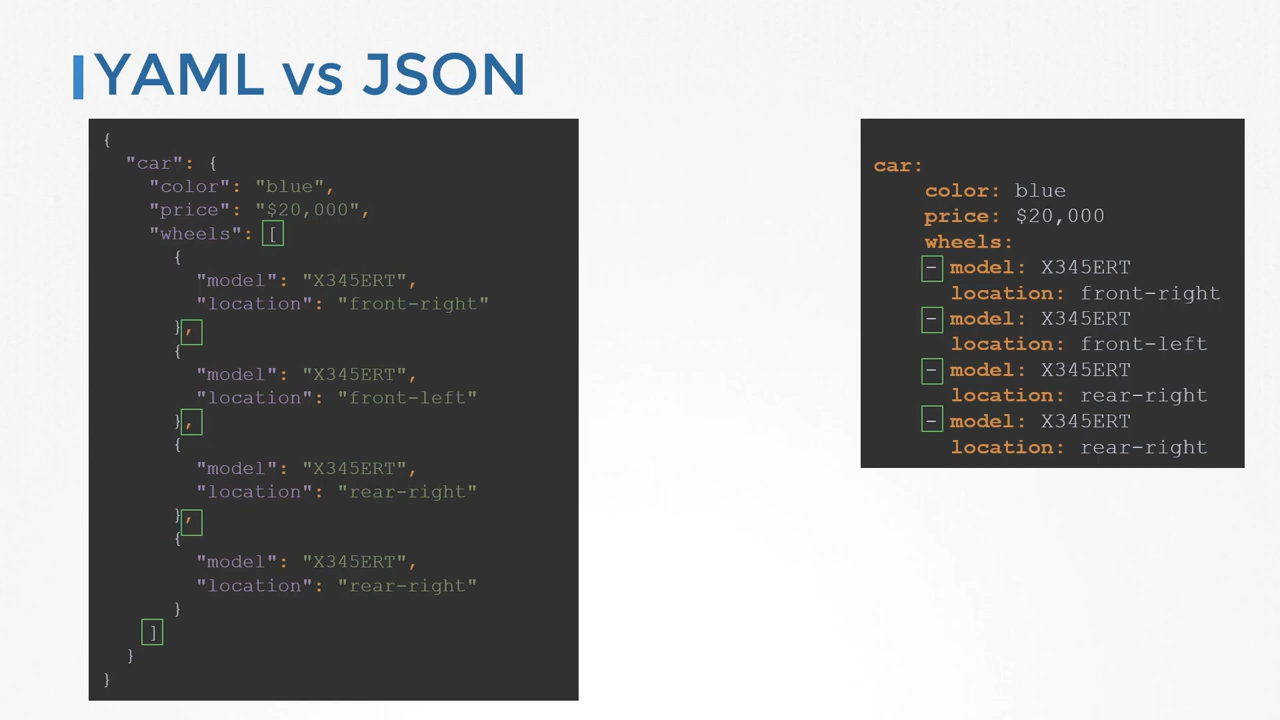 YAML vs JSON
{
  "car": {
    "color": "blue",
    "price": "$20,000",
    "wheels": [
      {
        "model": "X345ERT",
        "location": "front-right"
      },
      {
        "model": "X345ERT",
        "location": "front-left"
      },
      {
        "model": "X345ERT",
        "location": "rear-right"
      },
      {
        "model": "X345ERT",
        "location": "rear-right"
      }
    ]
  }
}
car:
    color: blue
    price: $20,000
    wheels:
    - model: X345ERT
      location: front-right
    - model: X345ERT
      location: front-left
    - model: X345ERT
      location: rear-right
    - model: X345ERT
      location: rear-right